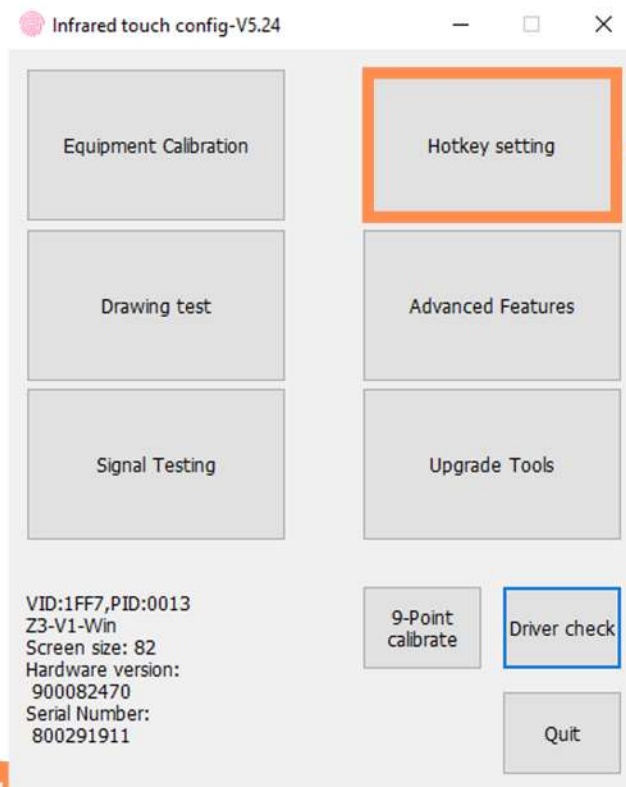 Infrared touch config-V5.24
Equipment Calibration
Hotkey setting
Drawing test
Advanced Features
Signal Testing
Upgrade Tools
VID:1FF7,PID:0013
Z3-V1-Win
Screen size: 82
Hardware version:
900082470
Serial Number:
800291911
9-Point
calibrate
Driver check
Quit